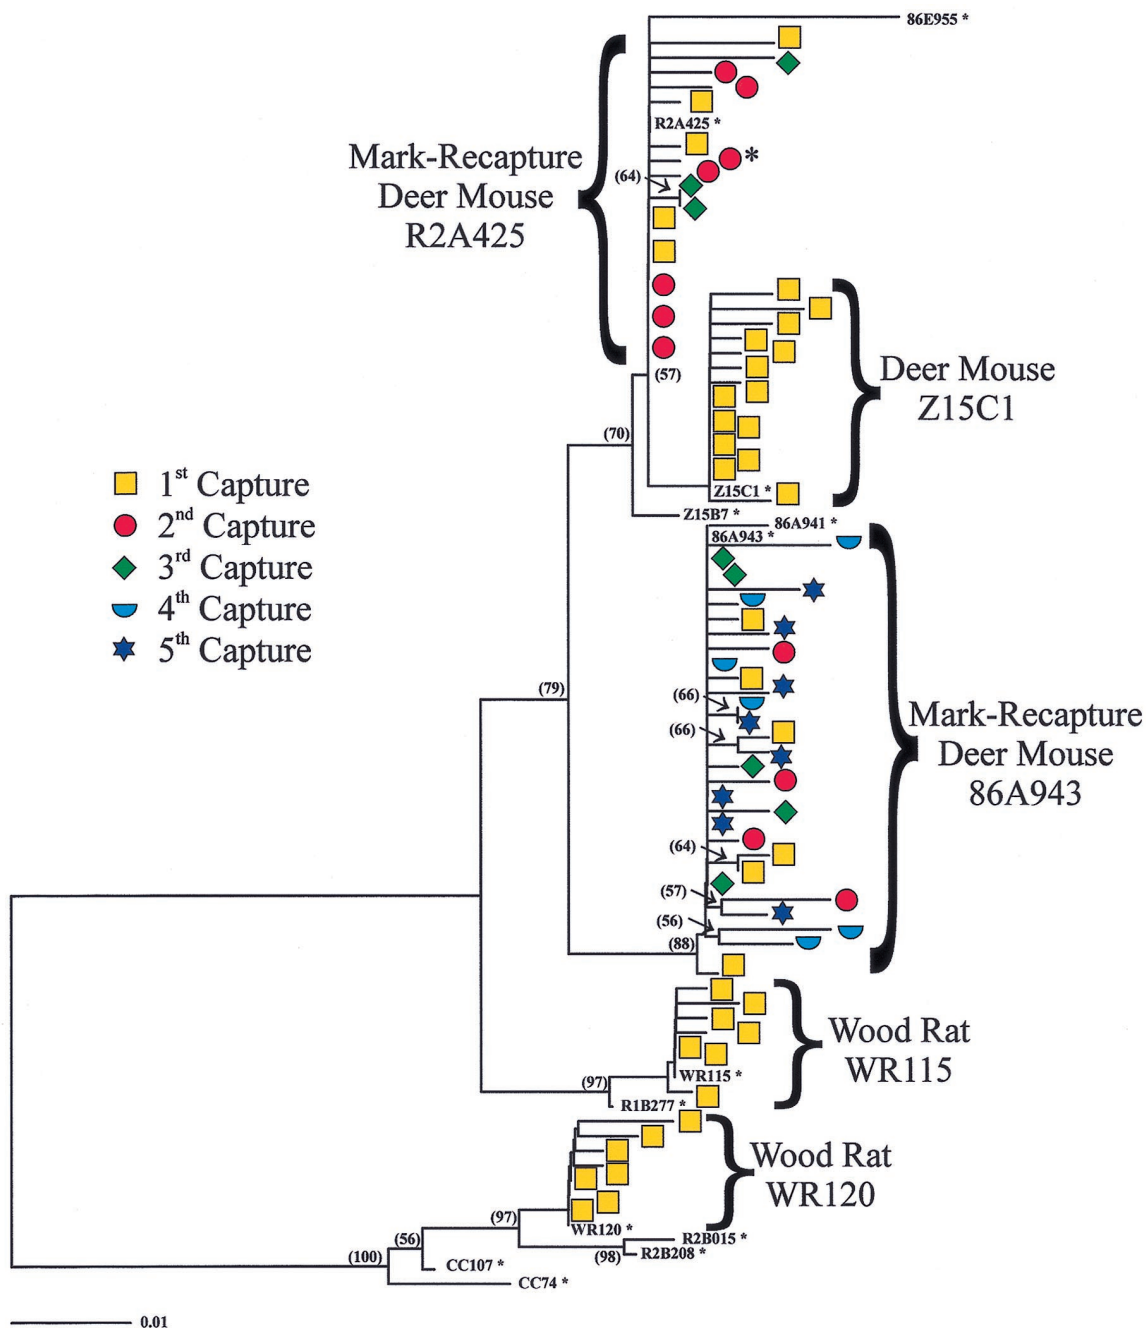 86E955 *
R2A425 *
*
Mark-Recapture
Deer Mouse
R2A425
(64)
(57)
Deer Mouse
Z15C1
(70)
Z15C1 *
Z15B7 *
1st Capture
2nd Capture
3rd Capture
4th Capture
5th Capture
86A941 *
86A943 *
(79)
(66)
(66)
Mark-Recapture
Deer Mouse
86A943
(64)
(57)
(56)
(88)
Wood Rat
WR115
WR115 *
(97)
R1B277 *
Wood Rat
WR120
(97)
WR120 *
R2B015 *
(98)
R2B208 *
(56)
(100)
CC107 *
CC74 *
0.01